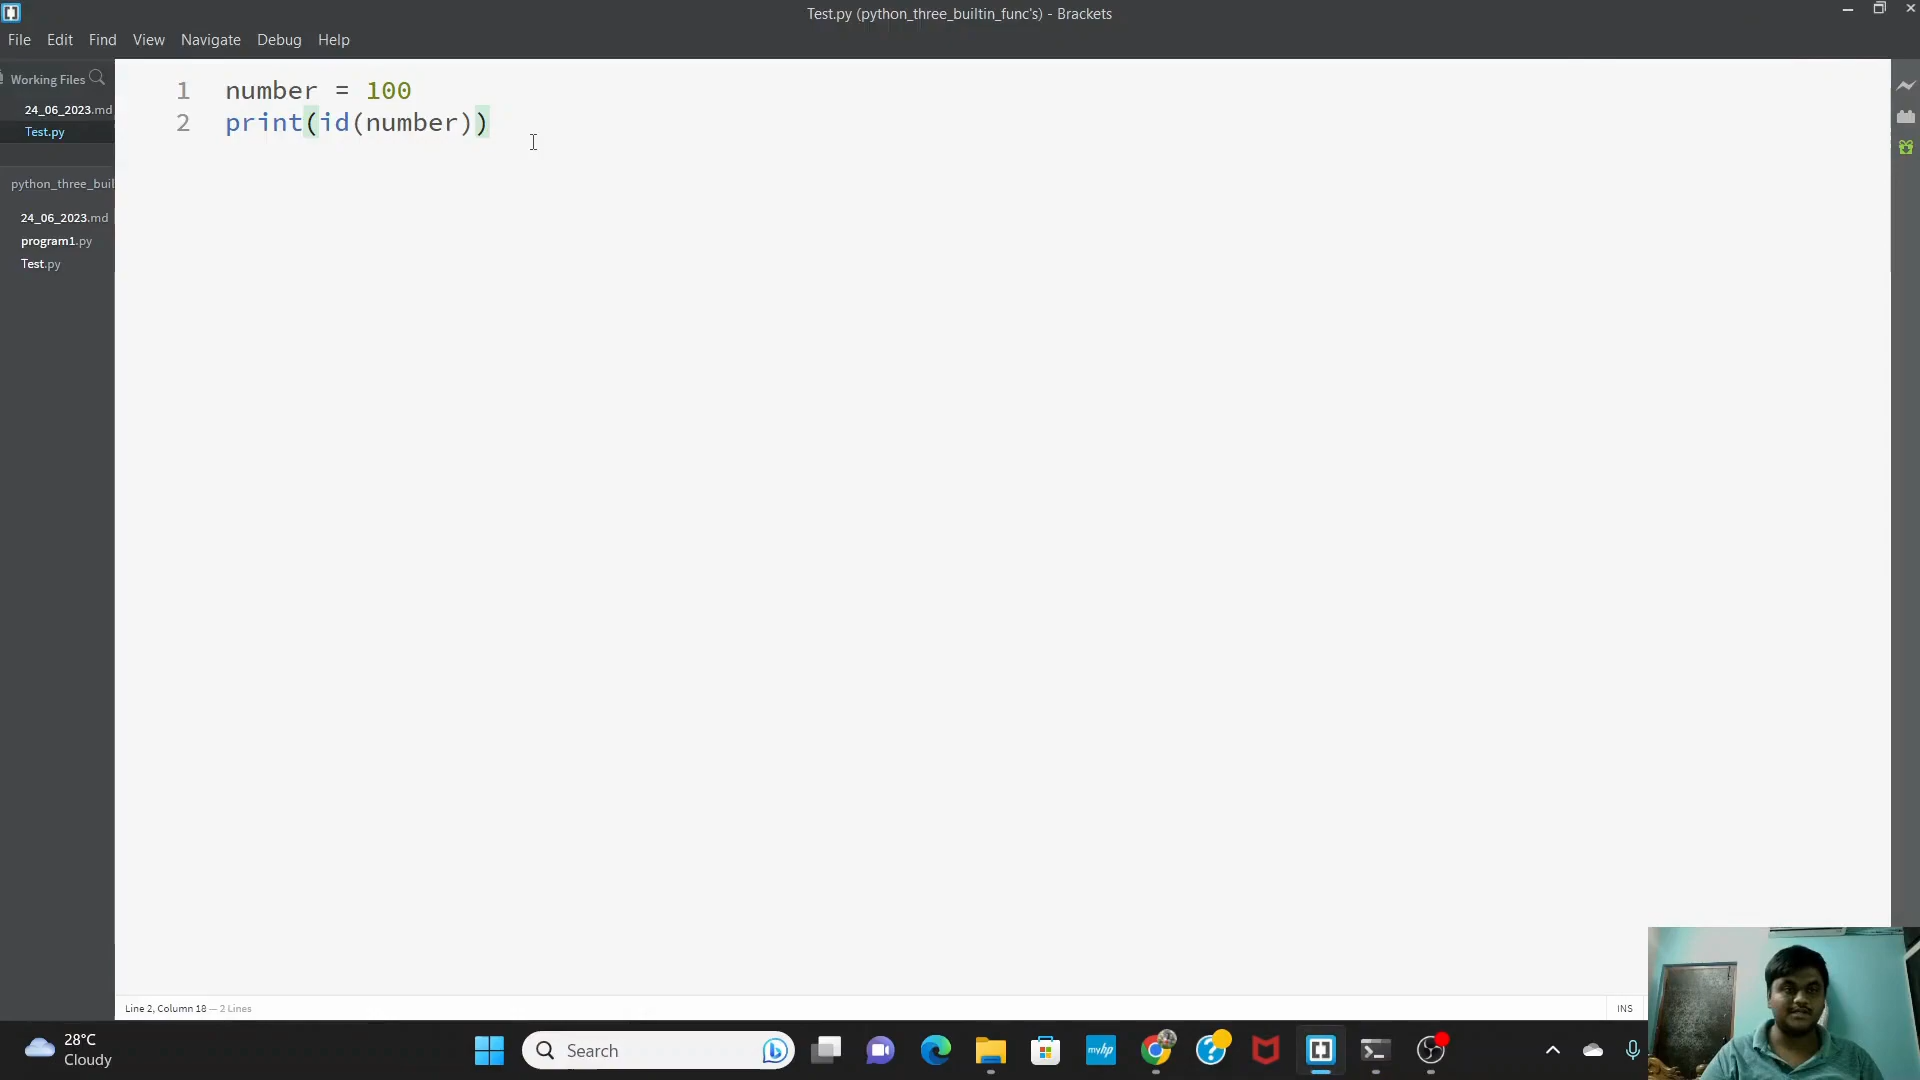 Test.py (python_three_builtin_func's) - Brackets
File Edit Find View Navigate Debug Help
Working Files
24_06_2023.md
Test.py
python_three_buil
24_06_2023.md
program1.py
Test.py
1 number = 100
2 print(id(number))
Line 2, Column 18 — 2 Lines
INS
28°C
Cloudy
Search
myhp